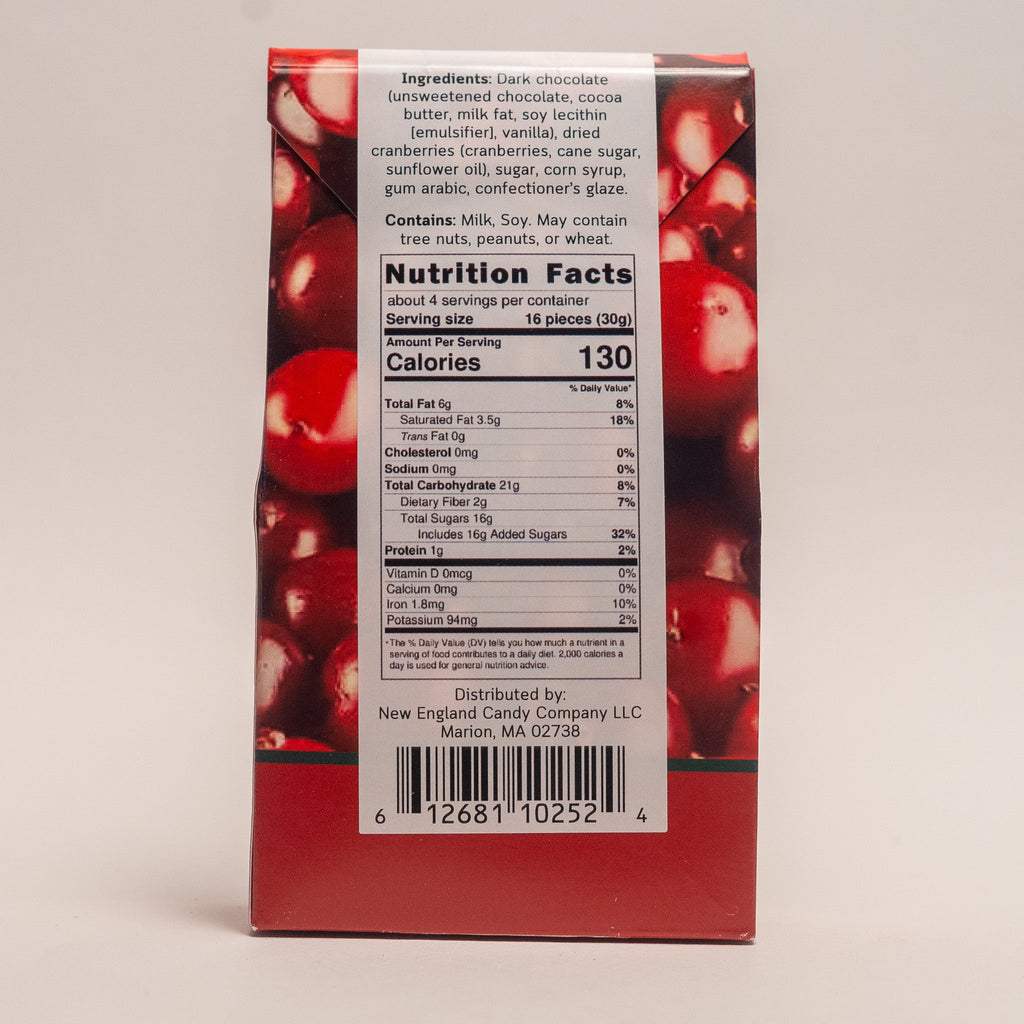 Ingredients: Dark chocolate
(unsweetened chocolate, cocoa
butter, milk fat, soy lecithin
[emulsifier], vanilla), dried
cranberries (cranberries, cane sugar,
sunflower oil), sugar, corn syrup,
gum arabic, confectioner's glaze.
Contains: Milk, Soy. May contain
tree nuts, peanuts, or wheat.
Nutrition Facts
about 4 servings per container
Serving size 16 pieces (30g)
Amount Per Serving
Calories 130
% Daily Value*
Total Fat 6g 8%
Saturated Fat 3.5g 18%
Trans Fat 0g
Cholesterol 0mg 0%
Sodium 0mg 0%
Total Carbohydrate 21g 8%
Dietary Fiber 2g 7%
Total Sugars 16g
Includes 16g Added Sugars 32%
Protein 1g 2%
Vitamin D 0mcg 0%
Calcium 0mg 0%
Iron 1.8mg 10%
Potassium 94mg 2%
*The % Daily Value (DV) tells you how much a nutrient in a
serving of food contributes to a daily diet. 2,000 calories a
day is used for general nutrition advice.
Distributed by:
New England Candy Company LLC
Marion, MA 02738
6 12681 10252 4